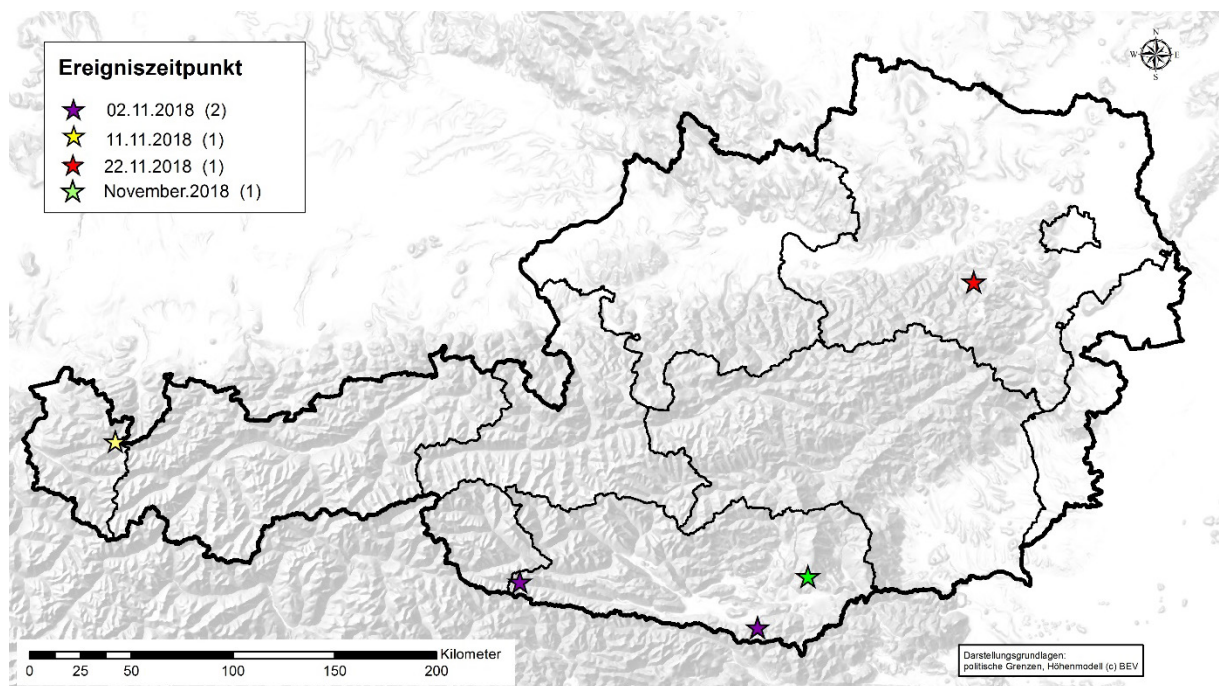 Ereigniszeitpunkt
02.11.2018 (2)
11.11.2018 (1)
22.11.2018 (1)
November.2018 (1)
N
W E
S
Kilometer
0 25 50 100 150 200
Darstellungsgrundlagen:
politische Grenzen, Höhenmodell (c) BEV